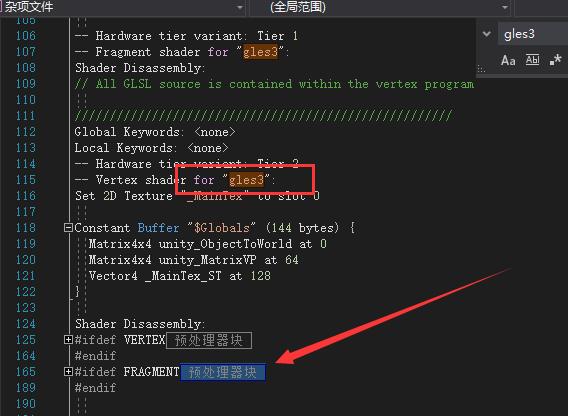 杂项文件
(全局范围)
gles3
Aa Ab .*
105
106 -- Hardware tier variant: Tier 1
107 -- Fragment shader for "gles3":
108 Shader Disassembly:
109 // All GLSL source is contained within the vertex program
110
111 //////////////////////////////////////////////////////
112 Global Keywords: <none>
113 Local Keywords: <none>
114 -- Hardware tier variant: Tier 2
115 -- Vertex shader for "gles3":
116 Set 2D Texture "_MainTex" to slot 0
117
118 Constant Buffer "$Globals" (144 bytes) {
119 Matrix4x4 unity_ObjectToWorld at 0
120 Matrix4x4 unity_MatrixVP at 64
121 Vector4 _MainTex_ST at 128
122 }
123
124 Shader Disassembly:
125 #ifdef VERTEX 预处理器块
164 #endif
165 #ifdef FRAGMENT 预处理器块
189 #endif
190